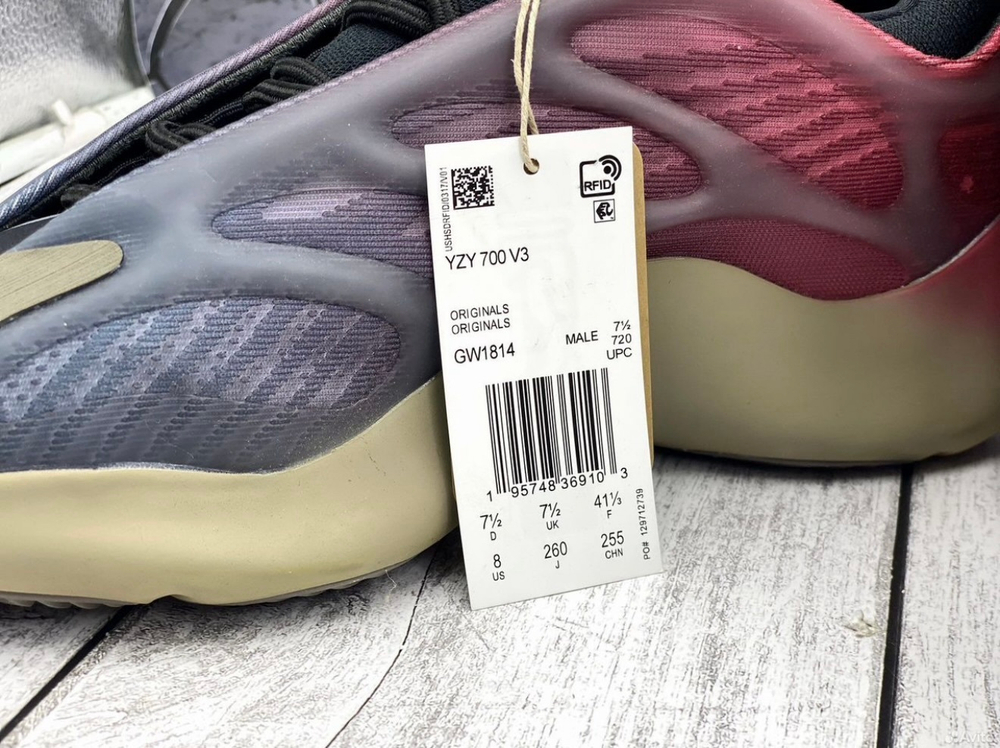 USHSDRFID/0317/V01
RFID
YZY 700 V3
ORIGINALS
ORIGINALS
GW1814
MALE
7½
720
UPC
1 95748 36910 3
7½ 7½ 41⅓
D UK F
8 260 255
US J CHN
PO# 129712739